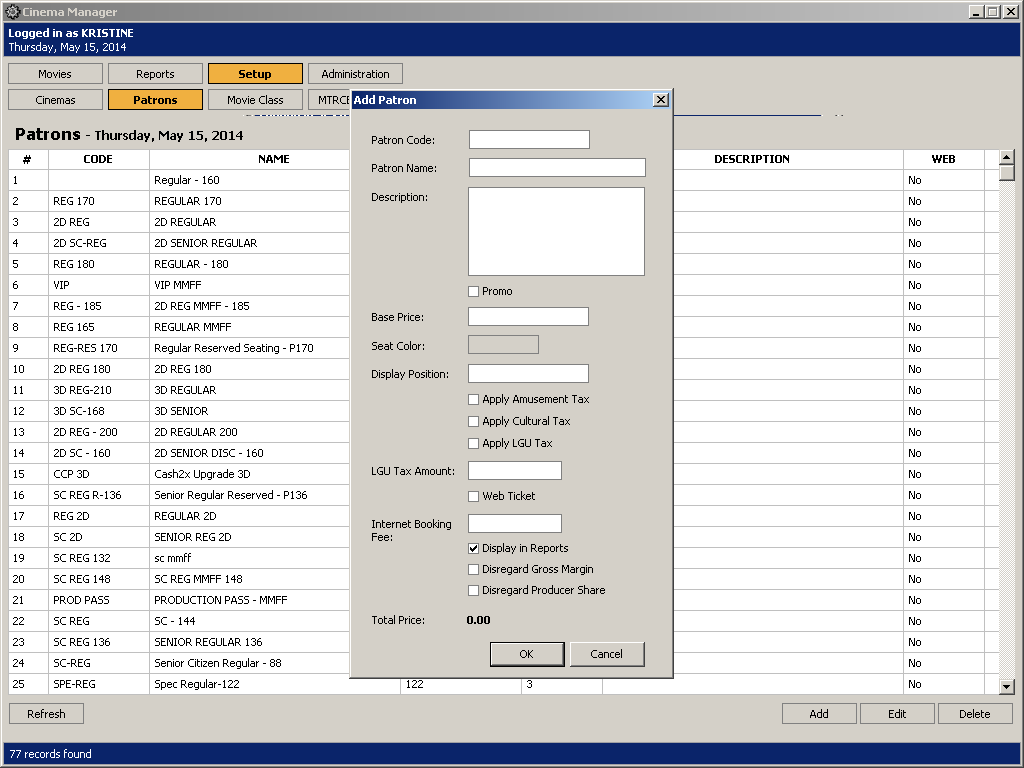 Cinema Manager
Logged in as KRISTINE
Thursday, May 15, 2014
Movies Reports Setup Administration
Cinemas Patrons Movie Class MTRCB
Patrons - Thursday, May 15, 2014
# CODE NAME DESCRIPTION WEB
1 Regular - 160 No
2 REG 170 REGULAR 170 No
3 2D REG 2D REGULAR No
4 2D SC-REG 2D SENIOR REGULAR No
5 REG 180 REGULAR - 180 No
6 VIP VIP MMFF No
7 REG - 185 2D REG MMFF - 185 No
8 REG 165 REGULAR MMFF No
9 REG-RES 170 Regular Reserved Seating - P170 No
10 2D REG 180 2D REG 180 No
11 3D REG-210 3D REGULAR No
12 3D SC-168 3D SENIOR No
13 2D REG - 200 2D REGULAR 200 No
14 2D SC - 160 2D SENIOR DISC - 160 No
15 CCP 3D Cash2x Upgrade 3D No
16 SC REG R-136 Senior Regular Reserved - P136 No
17 REG 2D REGULAR 2D No
18 SC 2D SENIOR REG 2D No
19 SC REG 132 sc mmff No
20 SC REG 148 SC REG MMFF 148 No
21 PROD PASS PRODUCTION PASS - MMFF No
22 SC REG SC - 144 No
23 SC REG 136 SENIOR REGULAR 136 No
24 SC-REG Senior Citizen Regular - 88 No
25 SPE-REG Spec Regular-122 122 3 No
Add Patron
Patron Code:
Patron Name:
Description:
Promo
Base Price:
Seat Color:
Display Position:
Apply Amusement Tax
Apply Cultural Tax
Apply LGU Tax
LGU Tax Amount:
Web Ticket
Internet Booking
Fee:
Display in Reports
Disregard Gross Margin
Disregard Producer Share
Total Price: 0.00
OK Cancel
Refresh Add Edit Delete
77 records found